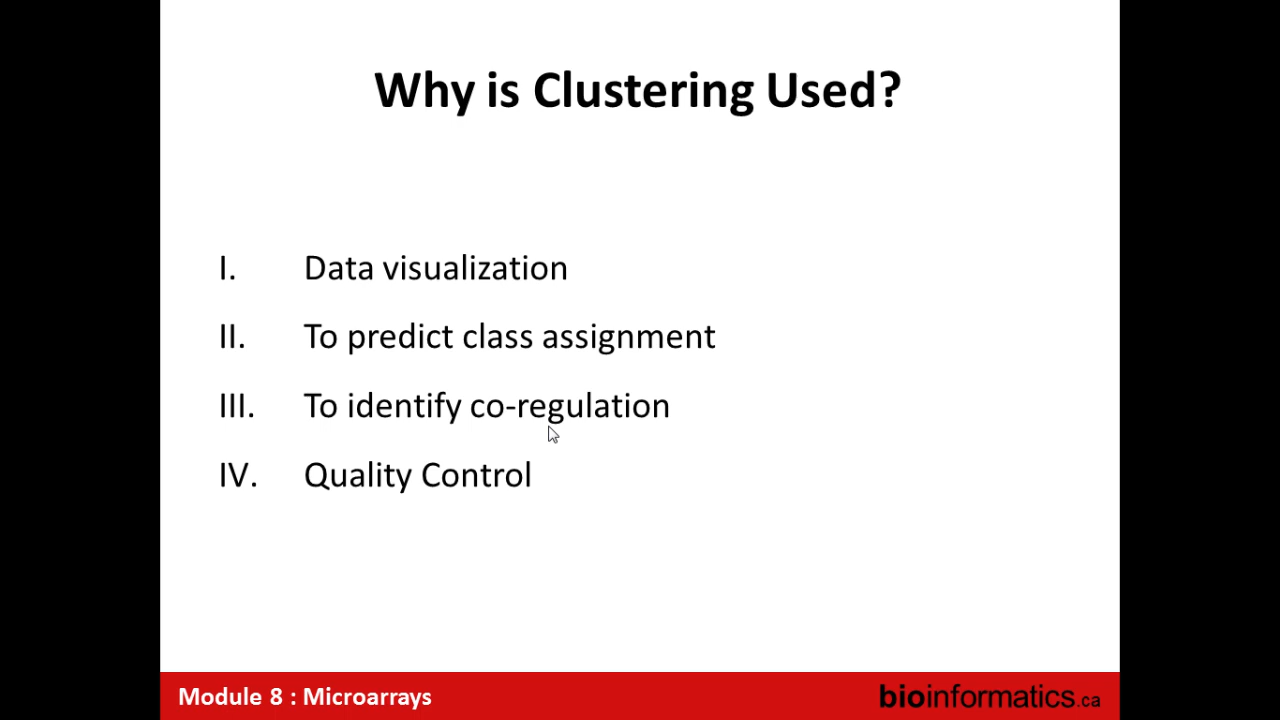 Why is Clustering Used?
I. Data visualization
II. To predict class assignment
III. To identify co-regulation
IV. Quality Control
Module 8 : Microarrays
bioinformatics.ca